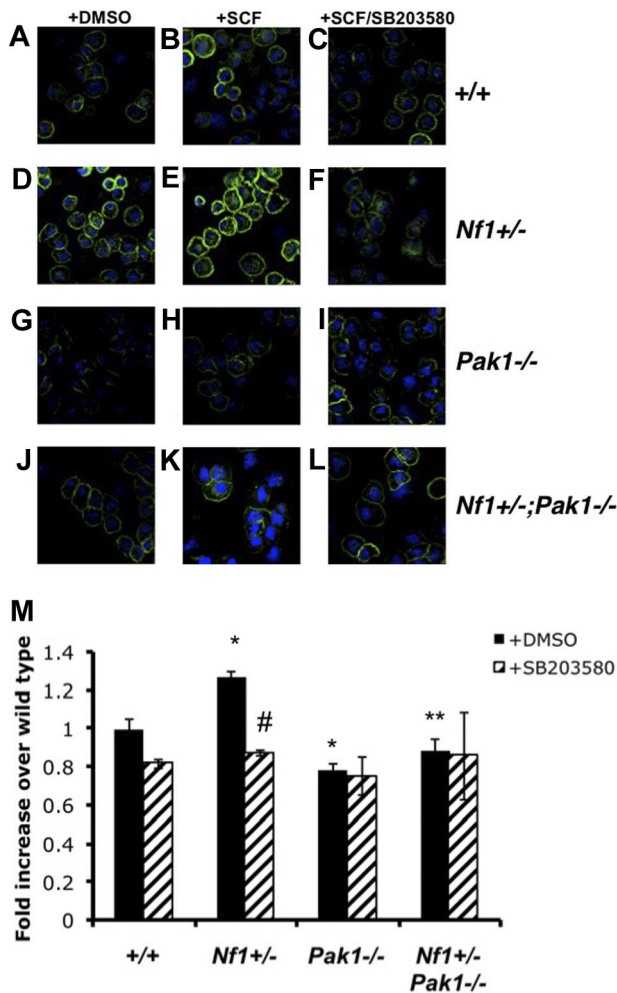 +DMSO +SCF +SCF/SB203580
A B C
+/+
D E F
Nf1+/-
G H I
Pak1-/-
J K L
Nf1+/-;Pak1-/-
M
Fold increase over wild type
1.4
1.2
1
0.8
0.6
0.4
0.2
0
*
#
*
**
+DMSO
+SB203580
+/+ Nf1+/- Pak1-/- Nf1+/-
Pak1-/-